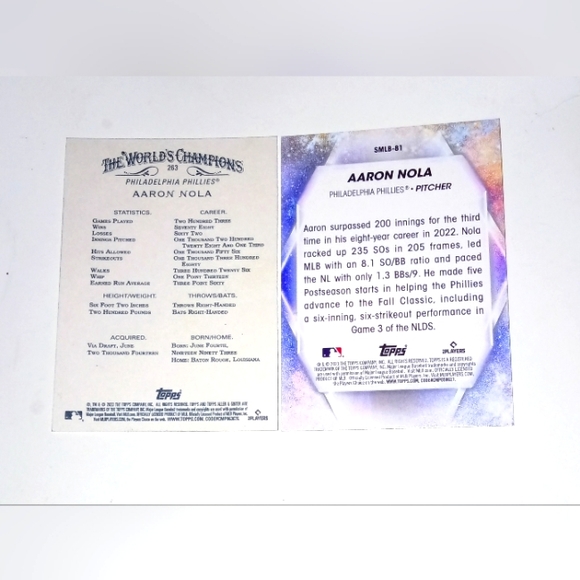 THE WORLD'S CHAMPIONS
263
PHILADELPHIA PHILLIES®
AARON NOLA
STATISTICS. CAREER.
GAMES PLAYED TWO HUNDRED THREE
WINS SEVENTY EIGHT
LOSSES SIXTY TWO
INNINGS PITCHED ONE THOUSAND TWO HUNDRED
TWENTY EIGHT AND ONE THIRD
HITS ALLOWED ONE THOUSAND FIFTY SIX
STRIKEOUTS ONE THOUSAND THREE HUNDRED
EIGHTY
WALKS THREE HUNDRED TWENTY SIX
WHIP ONE POINT THIRTEEN
EARNED RUN AVERAGE THREE POINT SIXTY
HEIGHT/WEIGHT. THROWS/BATS.
SIX FOOT TWO INCHES THROWS RIGHT-HANDED
TWO HUNDRED POUNDS BATS RIGHT-HANDED
ACQUIRED. BORN/HOME.
VIA DRAFT, JUNE BORN: JUNE FOURTH,
TWO THOUSAND FOURTEEN NINETEEN NINETY THREE
HOME: BATON ROUGE, LOUISIANA
Topps
SMLB-81
AARON NOLA
PHILADELPHIA PHILLIES® • PITCHER
Aaron surpassed 200 innings for the third
time in his eight-year career in 2022. Nola
racked up 235 SOs in 205 frames, led
MLB with an 8.1 SO/BB ratio and paced
the NL with only 1.3 BBs/9. He made five
Postseason starts in helping the Phillies
advance to the Fall Classic, including
a six-inning, six-strikeout performance in
Game 3 of the NLDS.
Topps
PLAYERS